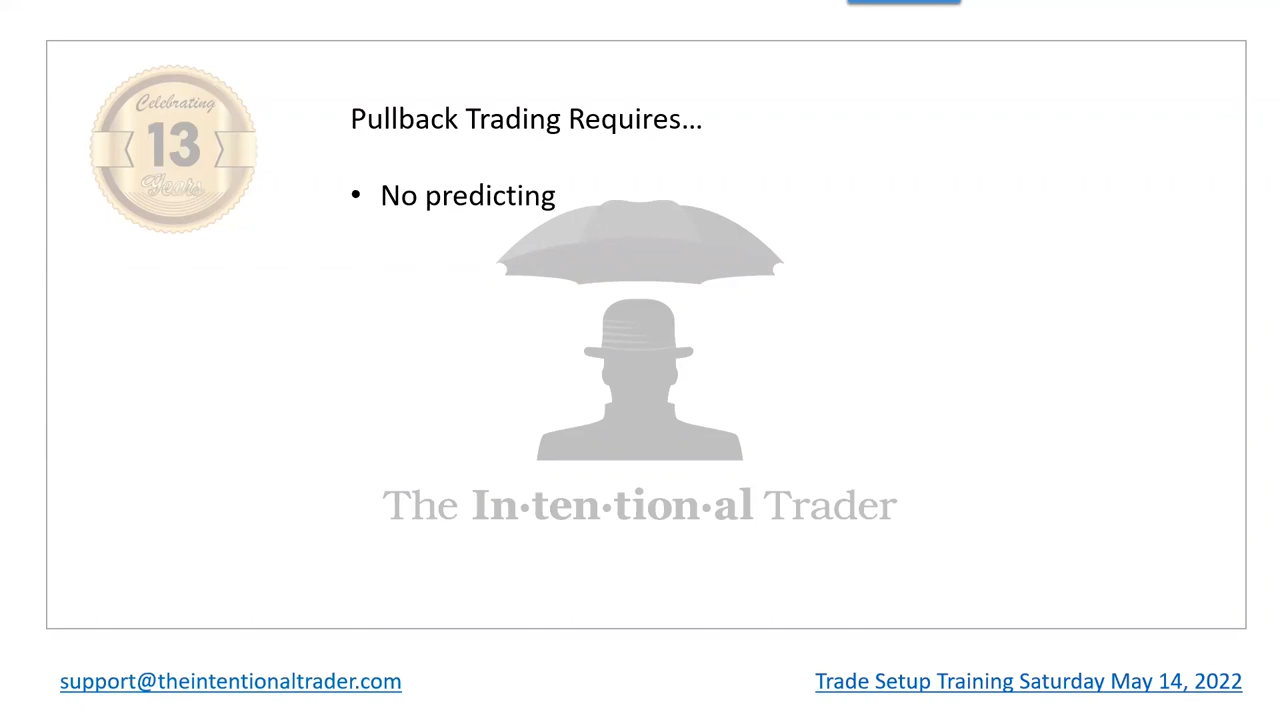 Celebrating
13
Years
Pullback Trading Requires…
• No predicting
The In•ten•tion•al Trader
support@theintentionaltrader.com
Trade Setup Training Saturday May 14, 2022